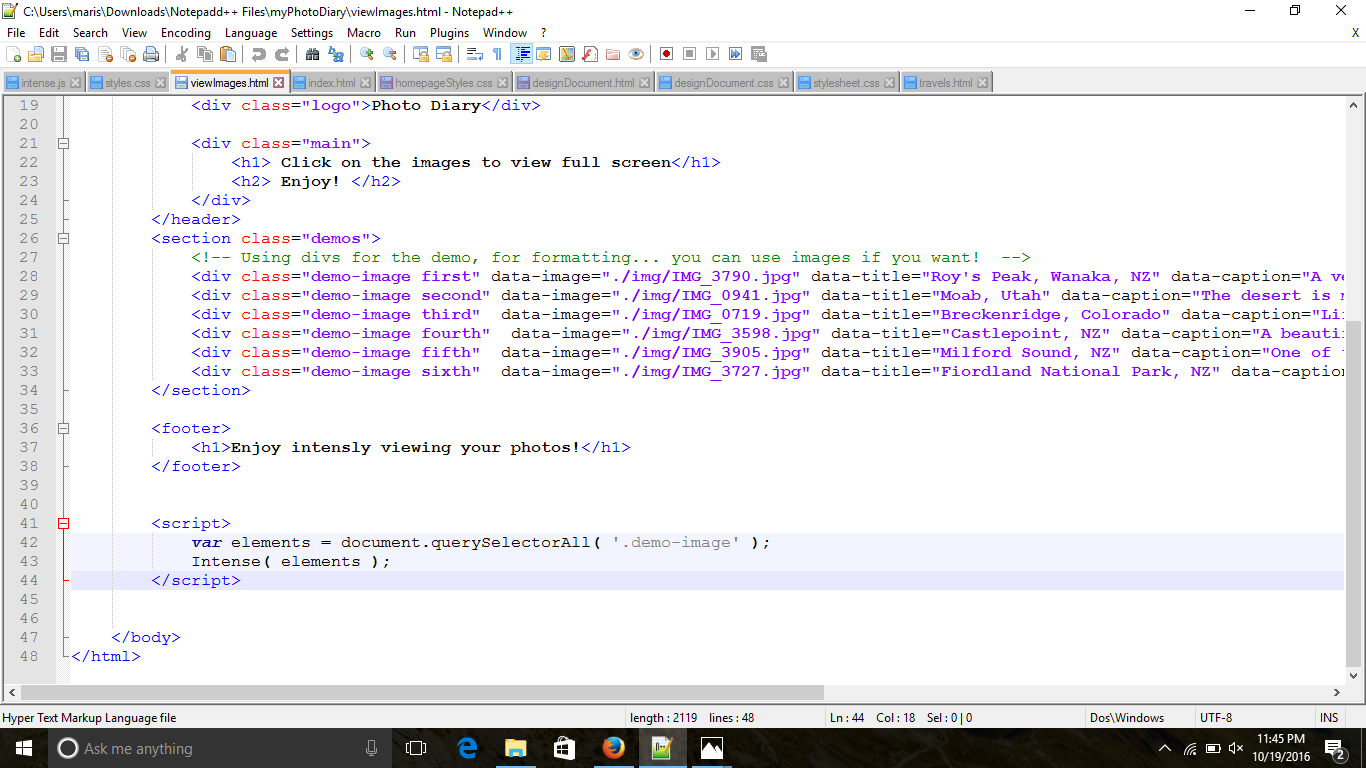 C:\Users\maris\Downloads\Notepadd++ Files\myPhotoDiary\viewImages.html - Notepad++
File Edit Search View Encoding Language Settings Macro Run Plugins Window ? X
intense.js styles.css viewImages.html index.html homepageStyles.css designDocument.html designDocument.css stylesheet.css travels.html
19 <div class="logo">Photo Diary</div>
20
21 <div class="main">
22 <h1> Click on the images to view full screen</h1>
23 <h2> Enjoy! </h2>
24 </div>
25 </header>
26 <section class="demos">
27 <!-- Using divs for the demo, for formatting... you can use images if you want!  -->
28 <div class="demo-image first" data-image="./img/IMG_3790.jpg" data-title="Roy's Peak, Wanaka, NZ" data-caption="A
29 <div class="demo-image second" data-image="./img/IMG_0941.jpg" data-title="Moab, Utah" data-caption="The desert is
30 <div class="demo-image third"  data-image="./img/IMG_0719.jpg" data-title="Breckenridge, Colorado" data-caption="
31 <div class="demo-image fourth"  data-image="./img/IMG_3598.jpg" data-title="Castlepoint, NZ" data-caption="A beauti
32 <div class="demo-image fifth"  data-image="./img/IMG_3905.jpg" data-title="Milford Sound, NZ" data-caption="One of
33 <div class="demo-image sixth"  data-image="./img/IMG_3727.jpg" data-title="Fiordland National Park, NZ" data-caption
34 </section>
35
36 <footer>
37 <h1>Enjoy intensly viewing your photos!</h1>
38 </footer>
39
40
41 <script>
42 var elements = document.querySelectorAll( '.demo-image' );
43 Intense( elements );
44 </script>
45
46
47 </body>
48 </html>
Hyper Text Markup Language file length : 2119 lines : 48 Ln : 44 Col : 18 Sel : 0 | 0 Dos\Windows UTF-8 INS
Ask me anything
11:45 PM
10/19/2016
2